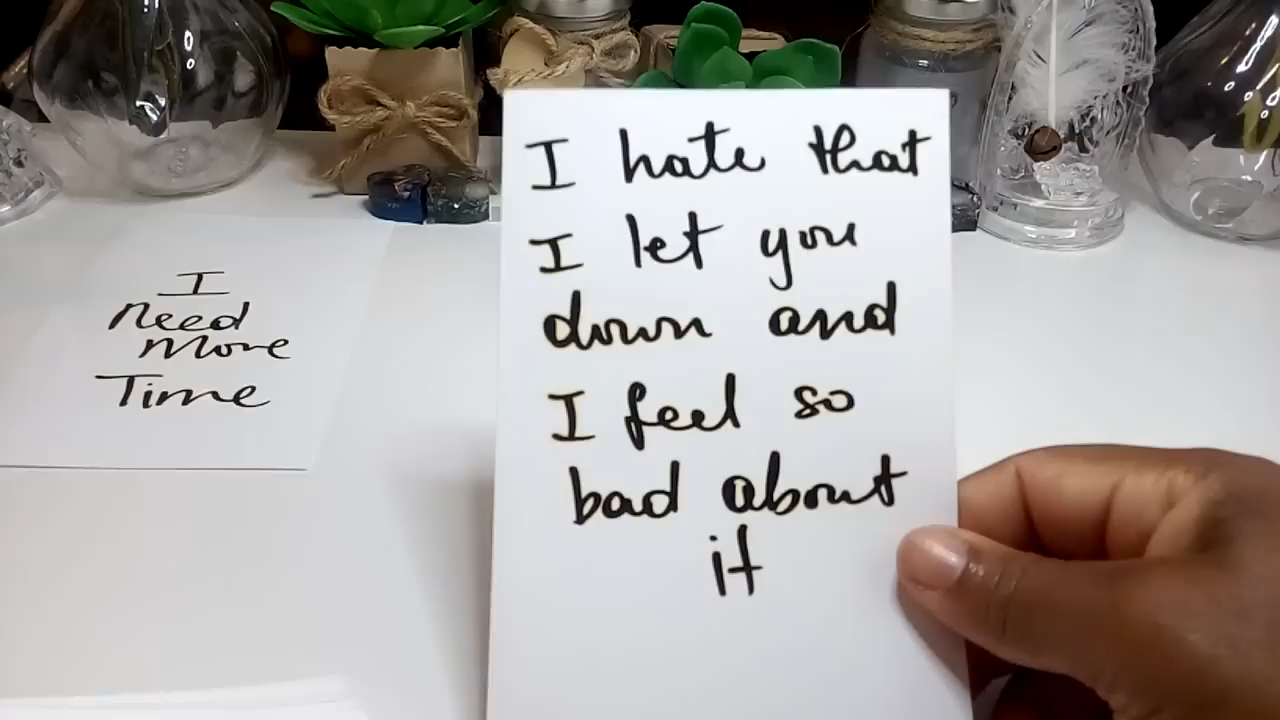 I
Need
More
Time
I hate that
I let you
down and
I feel so
bad about
it